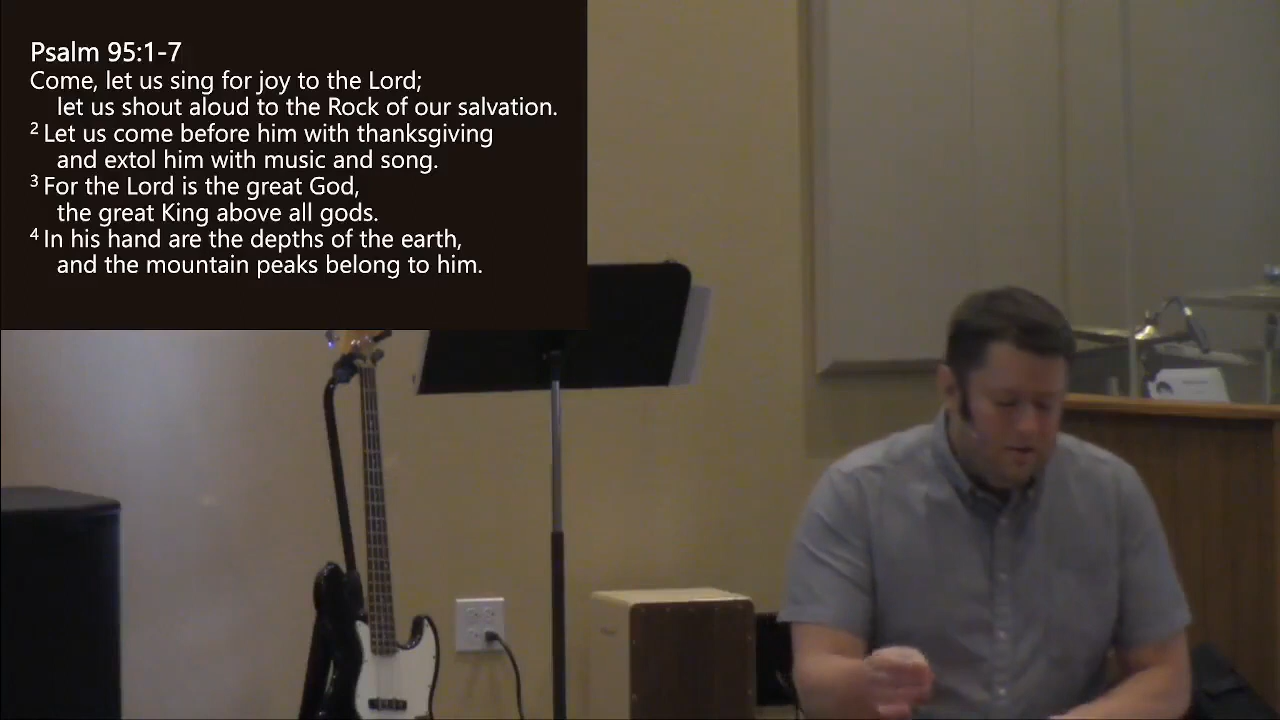 Psalm 95:1-7
Come, let us sing for joy to the Lord;
let us shout aloud to the Rock of our salvation.
2 Let us come before him with thanksgiving
and extol him with music and song.
3 For the Lord is the great God,
the great King above all gods.
4 In his hand are the depths of the earth,
and the mountain peaks belong to him.